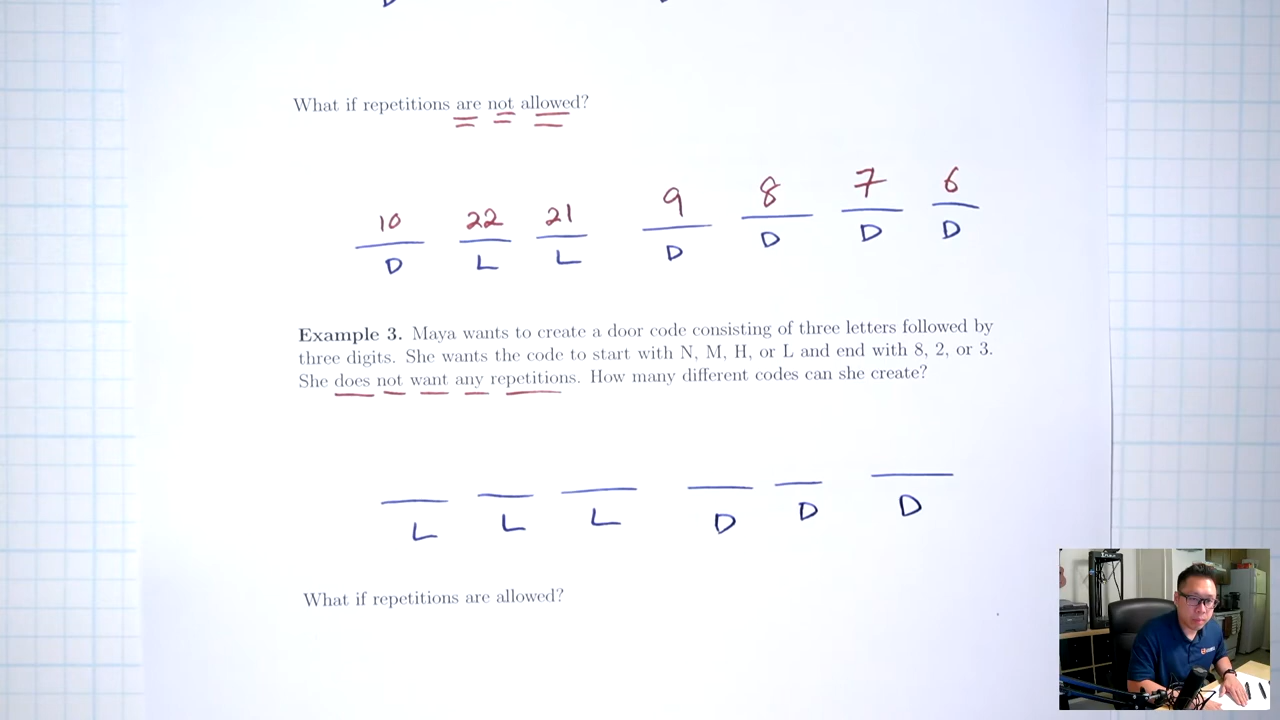 What if repetitions are not allowed?
10 22 21 9 8 7 6
D L L D D D D
Example 3. Maya wants to create a door code consisting of three letters followed by
three digits. She wants the code to start with N, M, H, or L and end with 8, 2, or 3.
She does not want any repetitions. How many different codes can she create?
L L L D D D
What if repetitions are allowed?